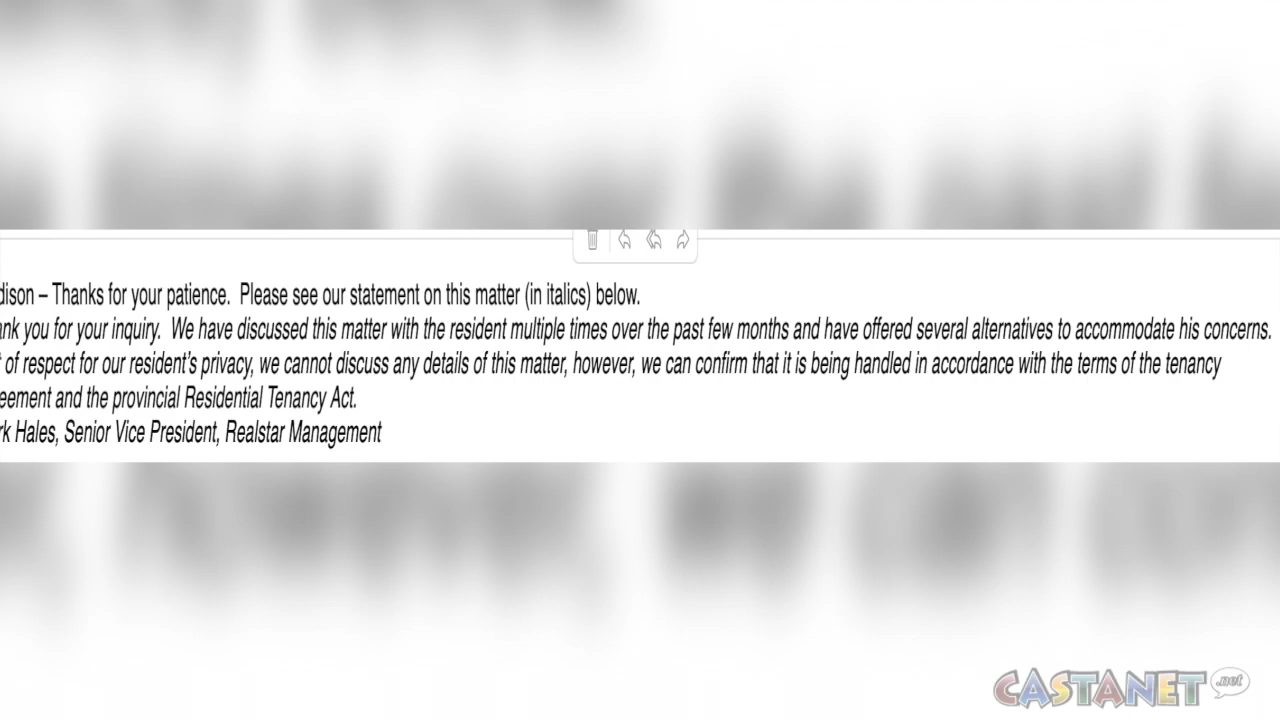 dison – Thanks for your patience. Please see our statement on this matter (in italics) below.
ank you for your inquiry. We have discussed this matter with the resident multiple times over the past few months and have offered several alternatives to accommodate his concerns.
t of respect for our resident's privacy, we cannot discuss any details of this matter, however, we can confirm that it is being handled in accordance with the terms of the tenancy
eement and the provincial Residential Tenancy Act.
rk Hales, Senior Vice President, Realstar Management
CASTANET .net